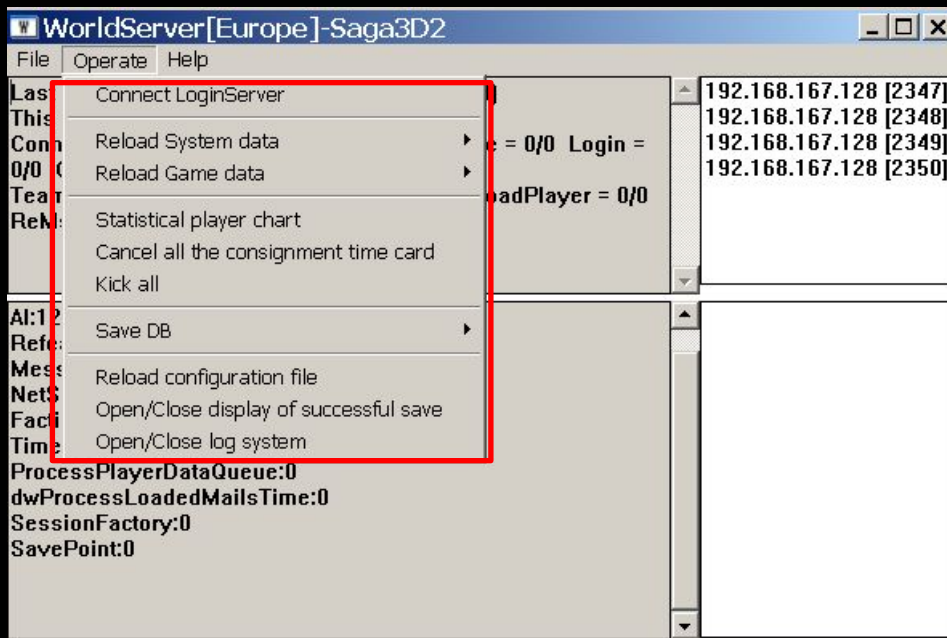 WorldServer[Europe]-Saga3D2
File Operate Help
Connect LoginServer
Reload System data
Reload Game data
Statistical player chart
Cancel all the consignment time card
Kick all
Save DB
Reload configuration file
Open/Close display of successful save
Open/Close log system
This
= 0/0 Login =
0/0
= 0/0
192.168.167.128 [2347]
192.168.167.128 [2348]
192.168.167.128 [2349]
192.168.167.128 [2350]
ProcessPlayerDataQueue:0
dwProcessLoadedMailsTime:0
SessionFactory:0
SavePoint:0